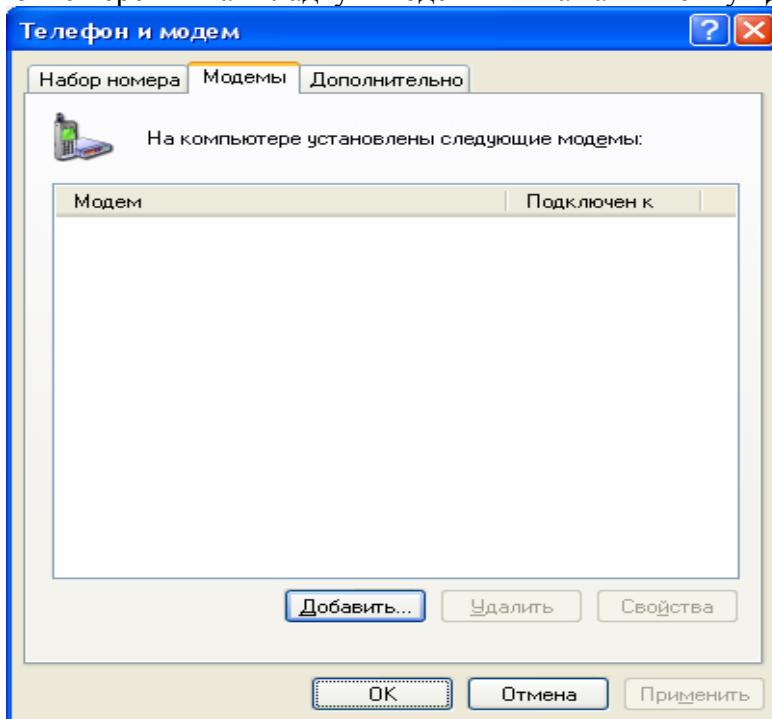 Телефон и модем
Набор номера Модемы Дополнительно
На компьютере установлены следующие модемы:
Модем Подключен к
Добавить... Удалить Свойства
OK Отмена Применить